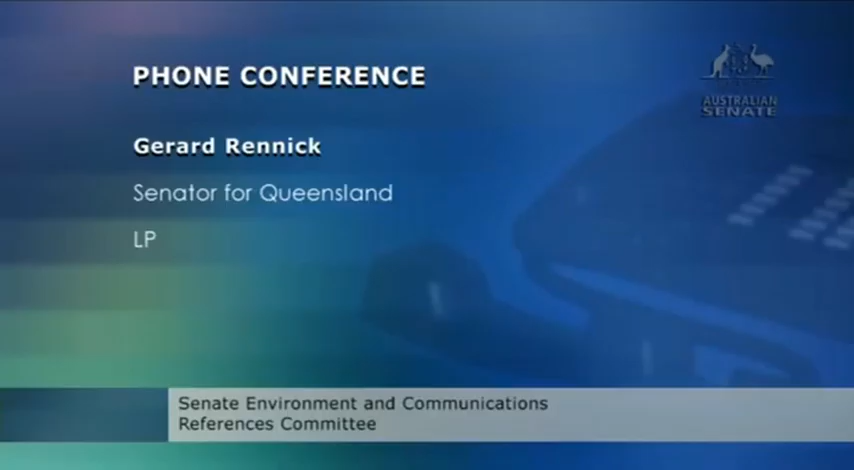 PHONE CONFERENCE
AUSTRALIAN
SENATE
Gerard Rennick
Senator for Queensland
LP
Senate Environment and Communications
References Committee